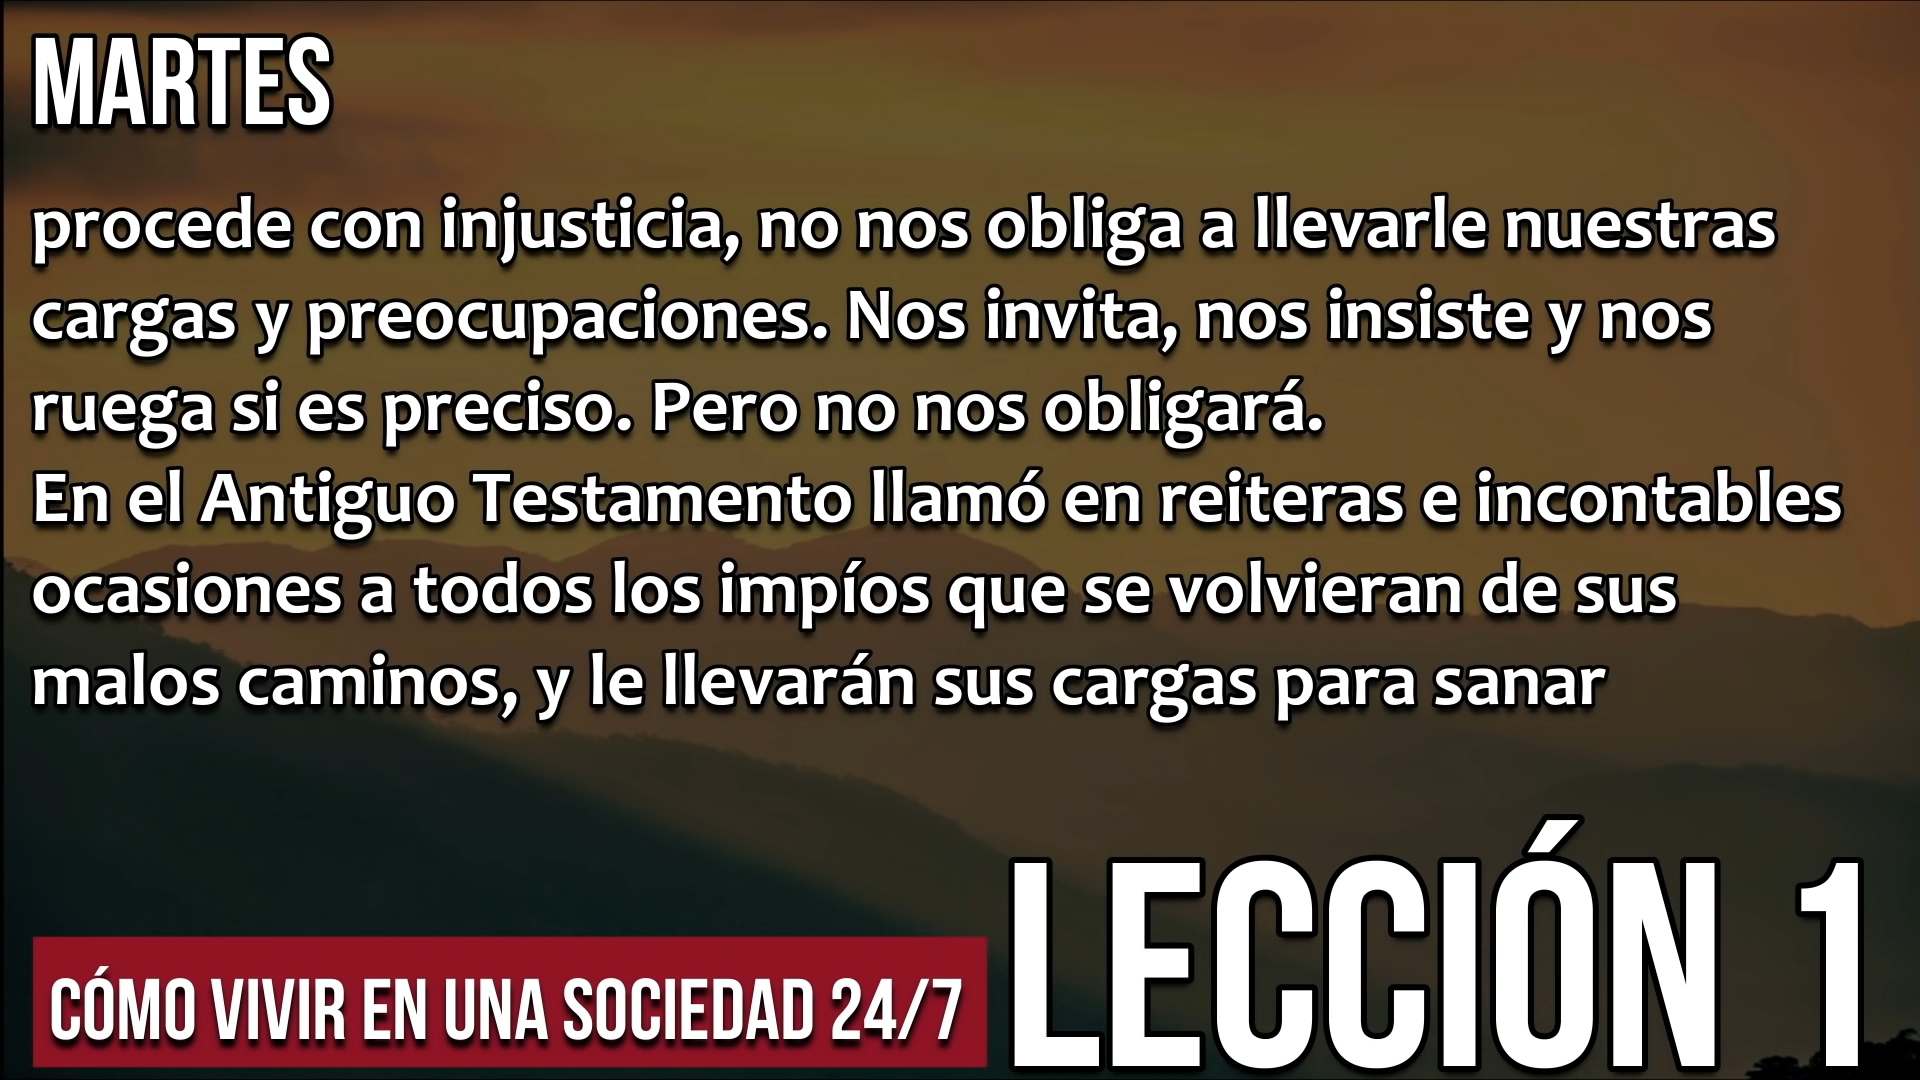 MARTES
procede con injusticia, no nos obliga a llevarle nuestras
cargas y preocupaciones. Nos invita, nos insiste y nos
ruega si es preciso. Pero no nos obligará.
En el Antiguo Testamento llamó en reiteras e incontables
ocasiones a todos los impíos que se volvieran de sus
malos caminos, y le llevarán sus cargas para sanar
CÓMO VIVIR EN UNA SOCIEDAD 24/7
LECCIÓN 1